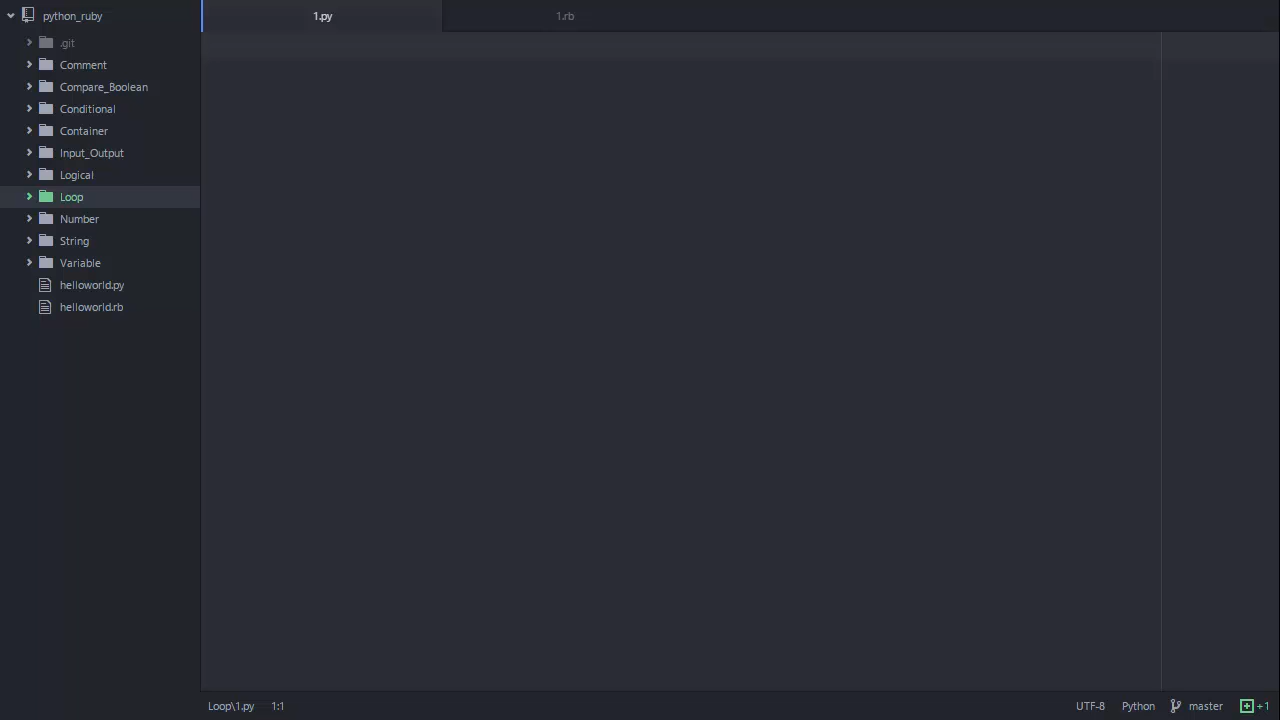 python_ruby
1.py
1.rb
.git
Comment
Compare_Boolean
Conditional
Container
Input_Output
Logical
Loop
Number
String
Variable
helloworld.py
helloworld.rb
Loop\1.py 1:1 UTF-8 Python master +1